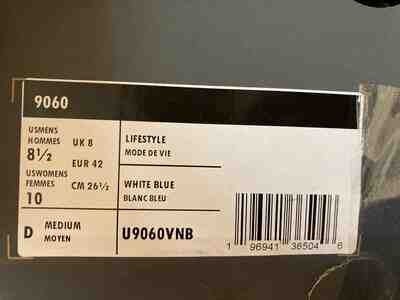 9060
USMENS
HOMMES
8½
UK 8
EUR 42
USWOMENS
FEMMES
10
CM 26½
LIFESTYLE
MODE DE VIE
WHITE BLUE
BLANC BLEU
D
MEDIUM
MOYEN
U9060VNB
1 96941 36504 6